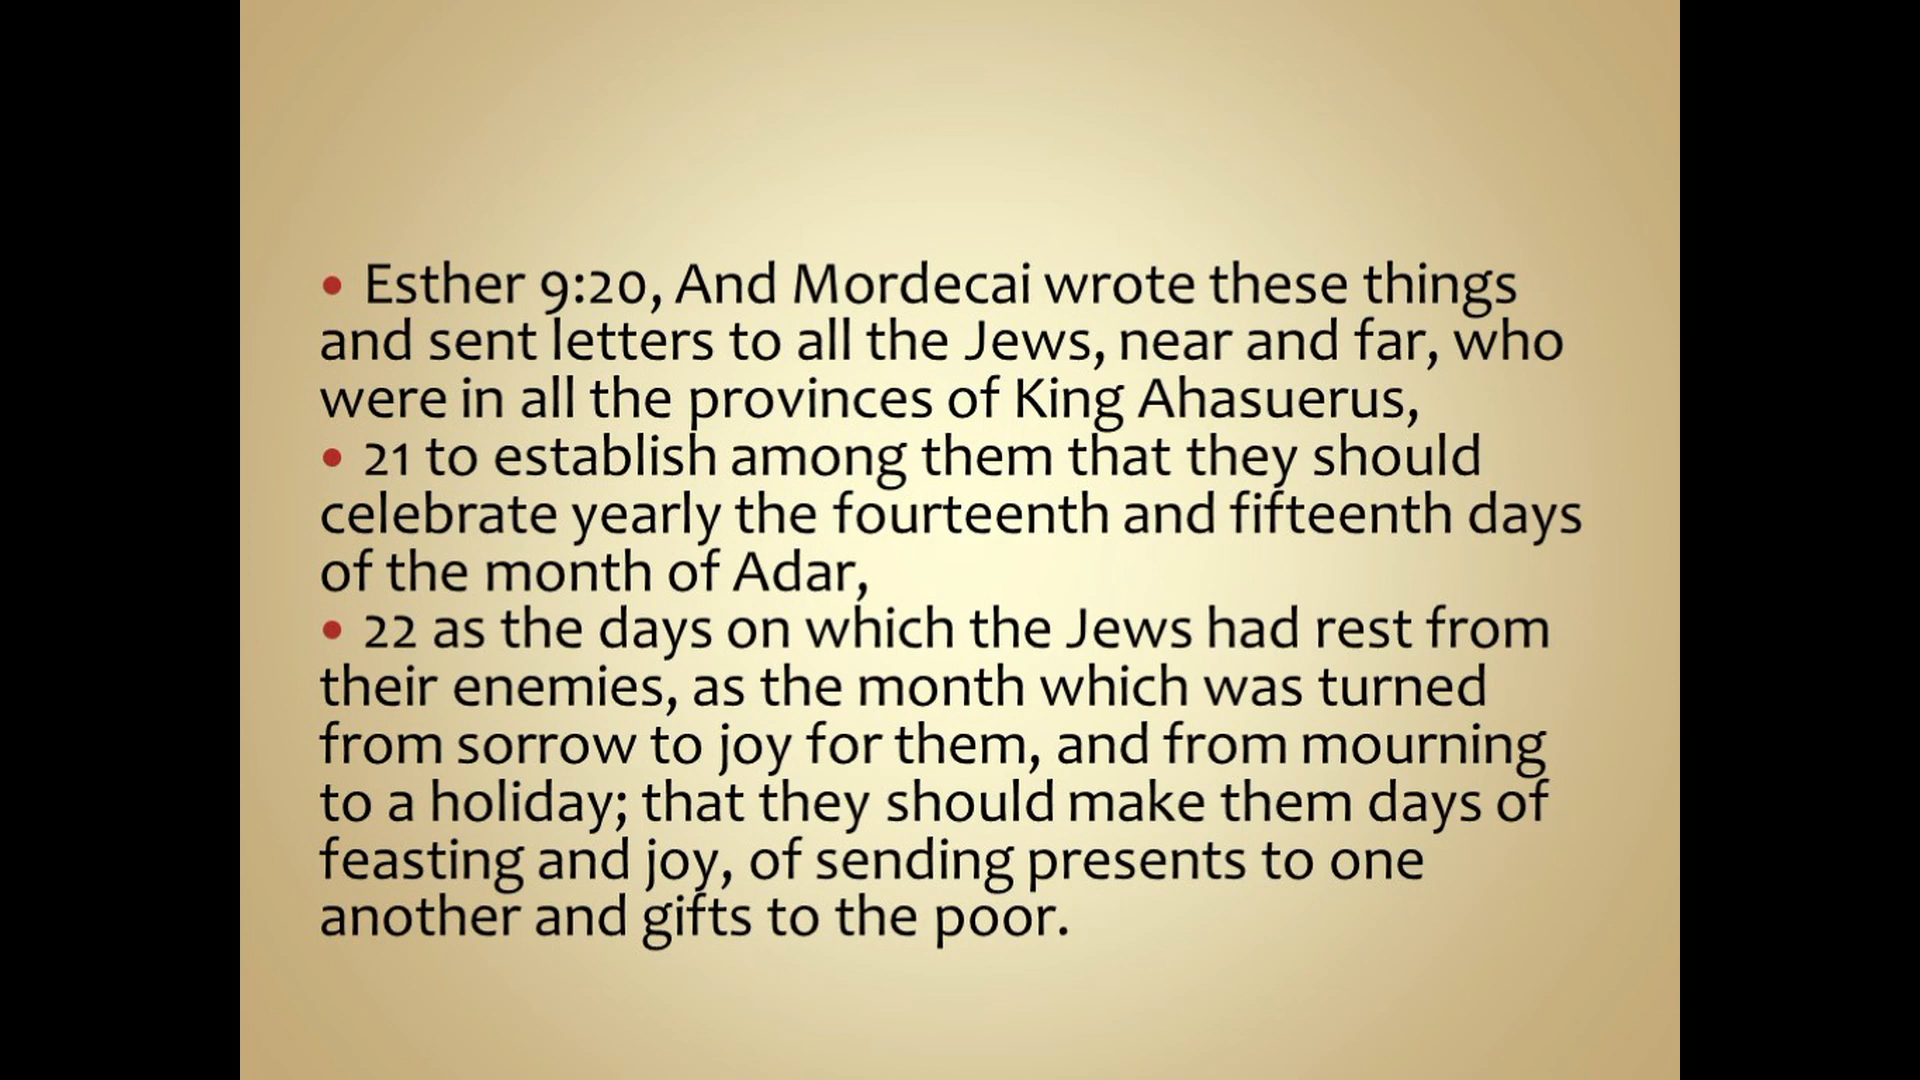 • Esther 9:20, And Mordecai wrote these things
and sent letters to all the Jews, near and far, who
were in all the provinces of King Ahasuerus,
• 21 to establish among them that they should
celebrate yearly the fourteenth and fifteenth days
of the month of Adar,
• 22 as the days on which the Jews had rest from
their enemies, as the month which was turned
from sorrow to joy for them, and from mourning
to a holiday; that they should make them days of
feasting and joy, of sending presents to one
another and gifts to the poor.